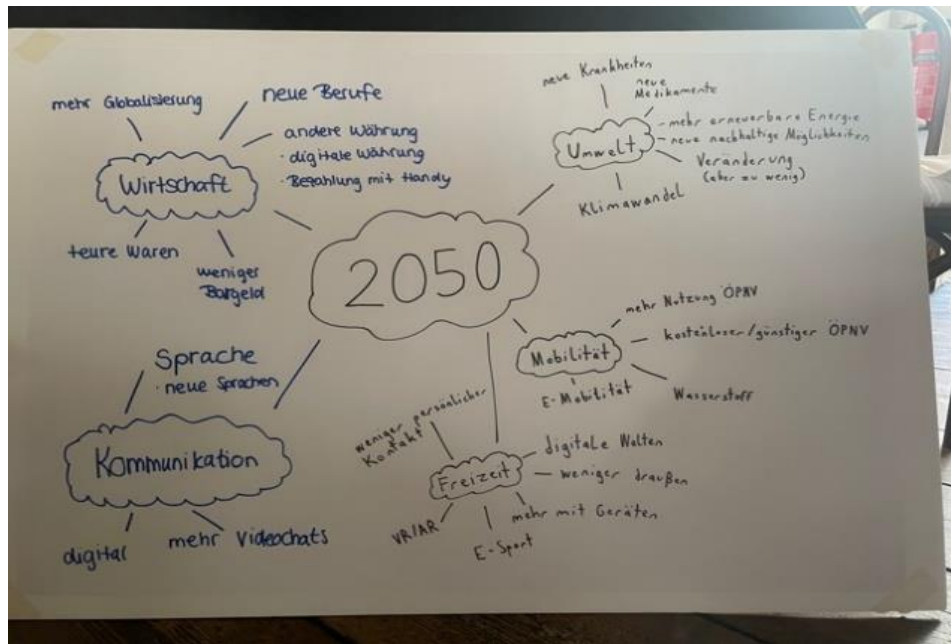 2050
Wirtschaft
mehr Globalisierung
neue Berufe
andere Währung
· digitale Währung
· Bezahlung mit Handy
teure Waren
weniger
Bargeld
Umwelt
neue Krankheiten
neue
Medikamente
mehr erneuerbare Energie
neue nachhaltige Möglichkeiten
Veränderung
(aber zu wenig)
Klimawandel
Mobilität
mehr Nutzung ÖPNV
kostenloser/günstiger ÖPNV
Wasserstoff
E-Mobilität
Kommunikation
Sprache
· neue Sprachen
digital
mehr Videochats
Freizeit
weniger persönlicher
Kontakt
digitale Welten
weniger draußen
mehr mit Geräten
E-Sport
VR/AR